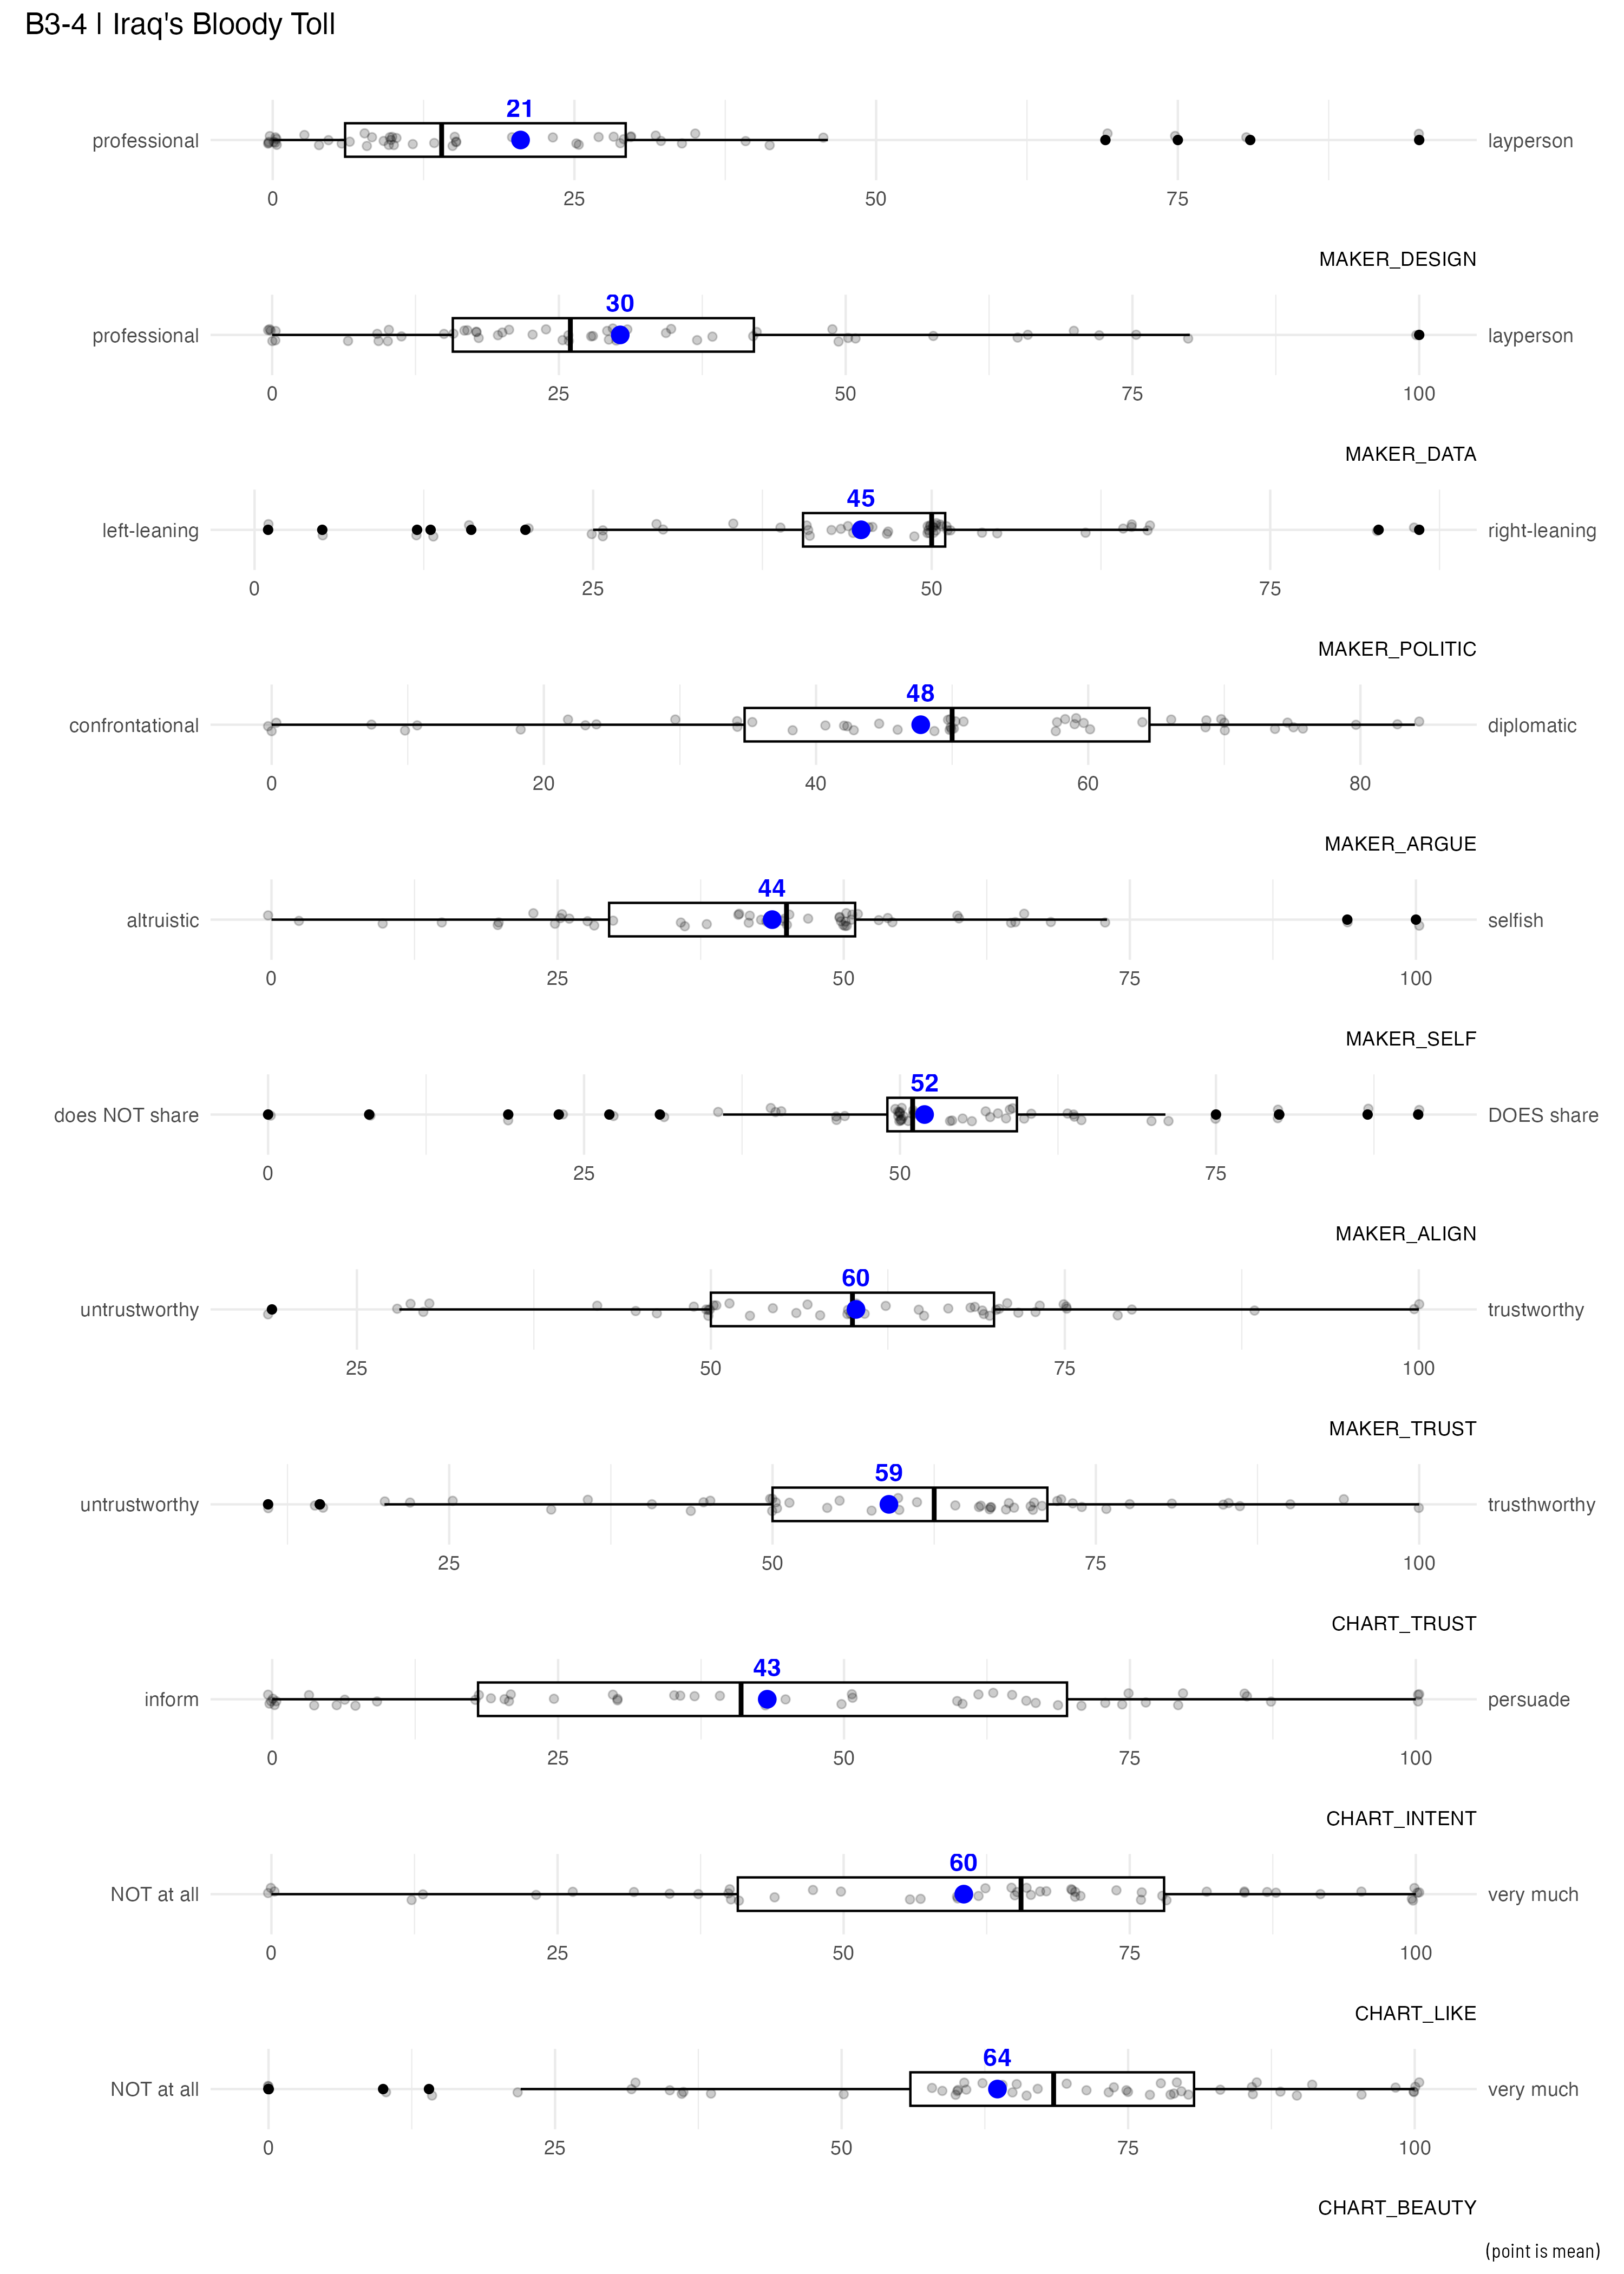 B3-4 | Iraq's Bloody Toll
21
professional
layperson
0 25 50 75
MAKER_DESIGN
30
professional
layperson
0 25 50 75 100
MAKER_DATA
45
left-leaning
right-leaning
0 25 50 75
MAKER_POLITIC
48
confrontational
diplomatic
0 20 40 60 80
MAKER_ARGUE
44
altruistic
selfish
0 25 50 75 100
MAKER_SELF
52
does NOT share
DOES share
0 25 50 75
MAKER_ALIGN
60
untrustworthy
trustworthy
25 50 75 100
MAKER_TRUST
59
untrustworthy
trusthworthy
25 50 75 100
CHART_TRUST
43
inform
persuade
0 25 50 75 100
CHART_INTENT
60
NOT at all
very much
0 25 50 75 100
CHART_LIKE
64
NOT at all
very much
0 25 50 75 100
CHART_BEAUTY
(point is mean)